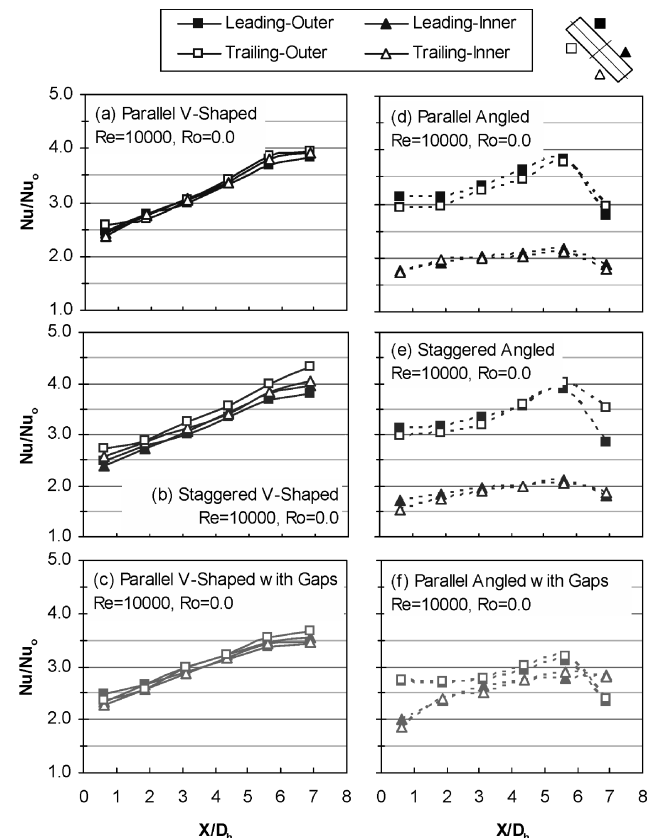 Leading-Outer Leading-Inner
Trailing-Outer Trailing-Inner
(a) Parallel V-Shaped
Re=10000, Ro=0.0
(d) Parallel Angled
Re=10000, Ro=0.0
Nu/Nuo
5.0
4.0
3.0
2.0
1.0
(b) Staggered V-Shaped
Re=10000, Ro=0.0
(e) Staggered Angled
Re=10000, Ro=0.0
Nu/Nuo
5.0
4.0
3.0
2.0
1.0
(c) Parallel V-Shaped with Gaps
Re=10000, Ro=0.0
(f) Parallel Angled with Gaps
Re=10000, Ro=0.0
Nu/Nuo
5.0
4.0
3.0
2.0
1.0
0 1 2 3 4 5 6 7 0 1 2 3 4 5 6 7 8
X/Dh X/Dh